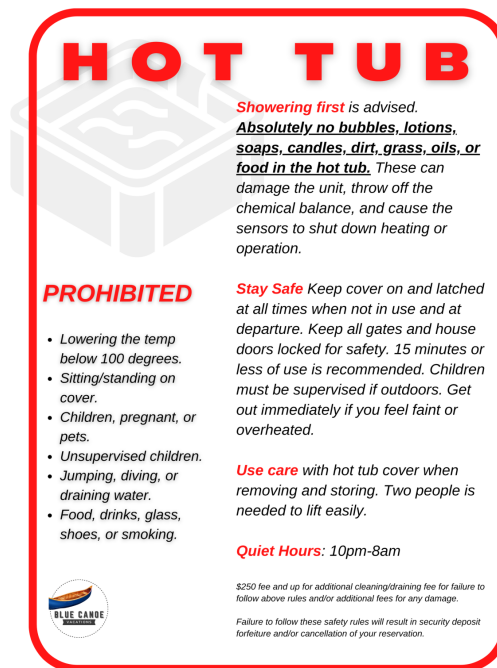 HOT TUB
Showering first is advised.
Absolutely no bubbles, lotions,
soaps, candles, dirt, grass, oils, or
food in the hot tub. These can
damage the unit, throw off the
chemical balance, and cause the
sensors to shut down heating or
operation.
PROHIBITED
• Lowering the temp
below 100 degrees.
• Sitting/standing on
cover.
• Children, pregnant, or
pets.
• Unsupervised children.
• Jumping, diving, or
draining water.
• Food, drinks, glass,
shoes, or smoking.
Stay Safe Keep cover on and latched
at all times when not in use and at
departure. Keep all gates and house
doors locked for safety. 15 minutes or
less of use is recommended. Children
must be supervised if outdoors. Get
out immediately if you feel faint or
overheated.
Use care with hot tub cover when
removing and storing. Two people is
needed to lift easily.
Quiet Hours: 10pm-8am
$250 fee and up for additional cleaning/draining fee for failure to
follow above rules and/or additional fees for any damage.
Failure to follow these safety rules will result in security deposit
forfeiture and/or cancellation of your reservation.
BLUE CANOE
VACATIONS